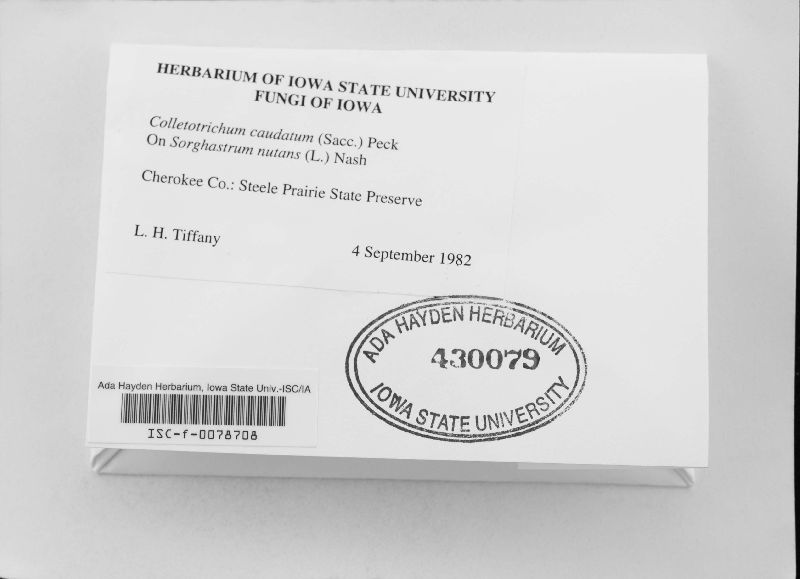 HERBARIUM OF IOWA STATE UNIVERSITY
FUNGI OF IOWA
Colletotrichum caudatum (Sacc.) Peck
On Sorghastrum nutans (L.) Nash
Cherokee Co.: Steele Prairie State Preserve
L. H. Tiffany
4 September 1982
ADA HAYDEN HERBARIUM
430079
IOWA STATE UNIVERSITY
Ada Hayden Herbarium, Iowa State Univ.-ISC/IA
ISC-f-0078708